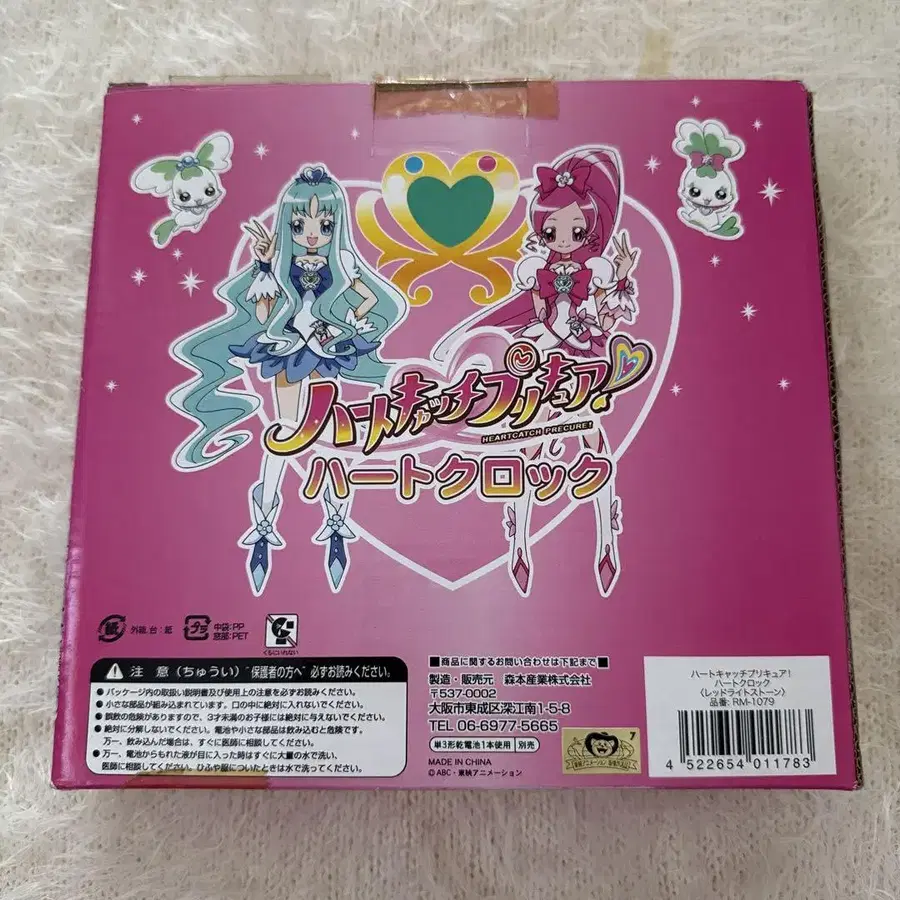 ハートキャッチプリキュア!
HEARTCATCH PRECURE!
ハートクロック
紙
外箱,台:紙
プラ
中袋:PP
窓部:PET
くちにいれない
注 意(ちゅうい)"保護者の方へ"必ずお読みください。
●パッケージ内の取扱い説明書及び使用上の注意を必ずお読みください。
●小さな部品が組み込まれています。口の中に絶対に入れないでください。
●誤飲の危険がありますので、3才未満のお子様には絶対に与えないでください。
●絶対に分解しないでください。電池や小さな部品は飲み込むと危険です。
万一、飲み込んだ場合は、すぐに医師に相談してください。
●万一、電池からもれた液が目に入った時はすぐに大量の水で洗い、
医師に相談してください。ひふや服についたときは水で洗ってください。
■商品に関するお問い合わせは下記まで■
製造・販売元 森本産業株式会社
〒537-0002
大阪市東成区深江南1-5-8
TEL 06-6977-5665
単3形乾電池1本使用 別売
MADE IN CHINA
©ABC・東映アニメーション
7
ハートキャッチプリキュア!
ハートクロック
〈レッドライトストーン〉
品番: RM-1079
4 522654 011783